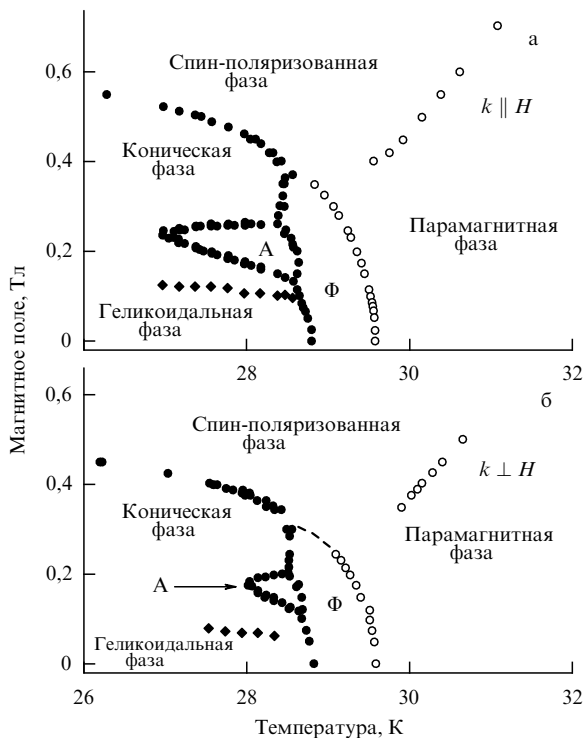 Магнитное поле, Тл
а
0,6
0,4
0,2
0
Спин-поляризованная
фаза
k ∥ H
Коническая
фаза
Парамагнитная
фаза
А
Ф
Геликоидальная
фаза
26 28 30 32
б
0,6
0,4
0,2
0
Спин-поляризованная
фаза
k ⊥ H
Коническая
фаза
Парамагнитная
фаза
А
Ф
Геликоидальная
фаза
26 28 30 32
Температура, К